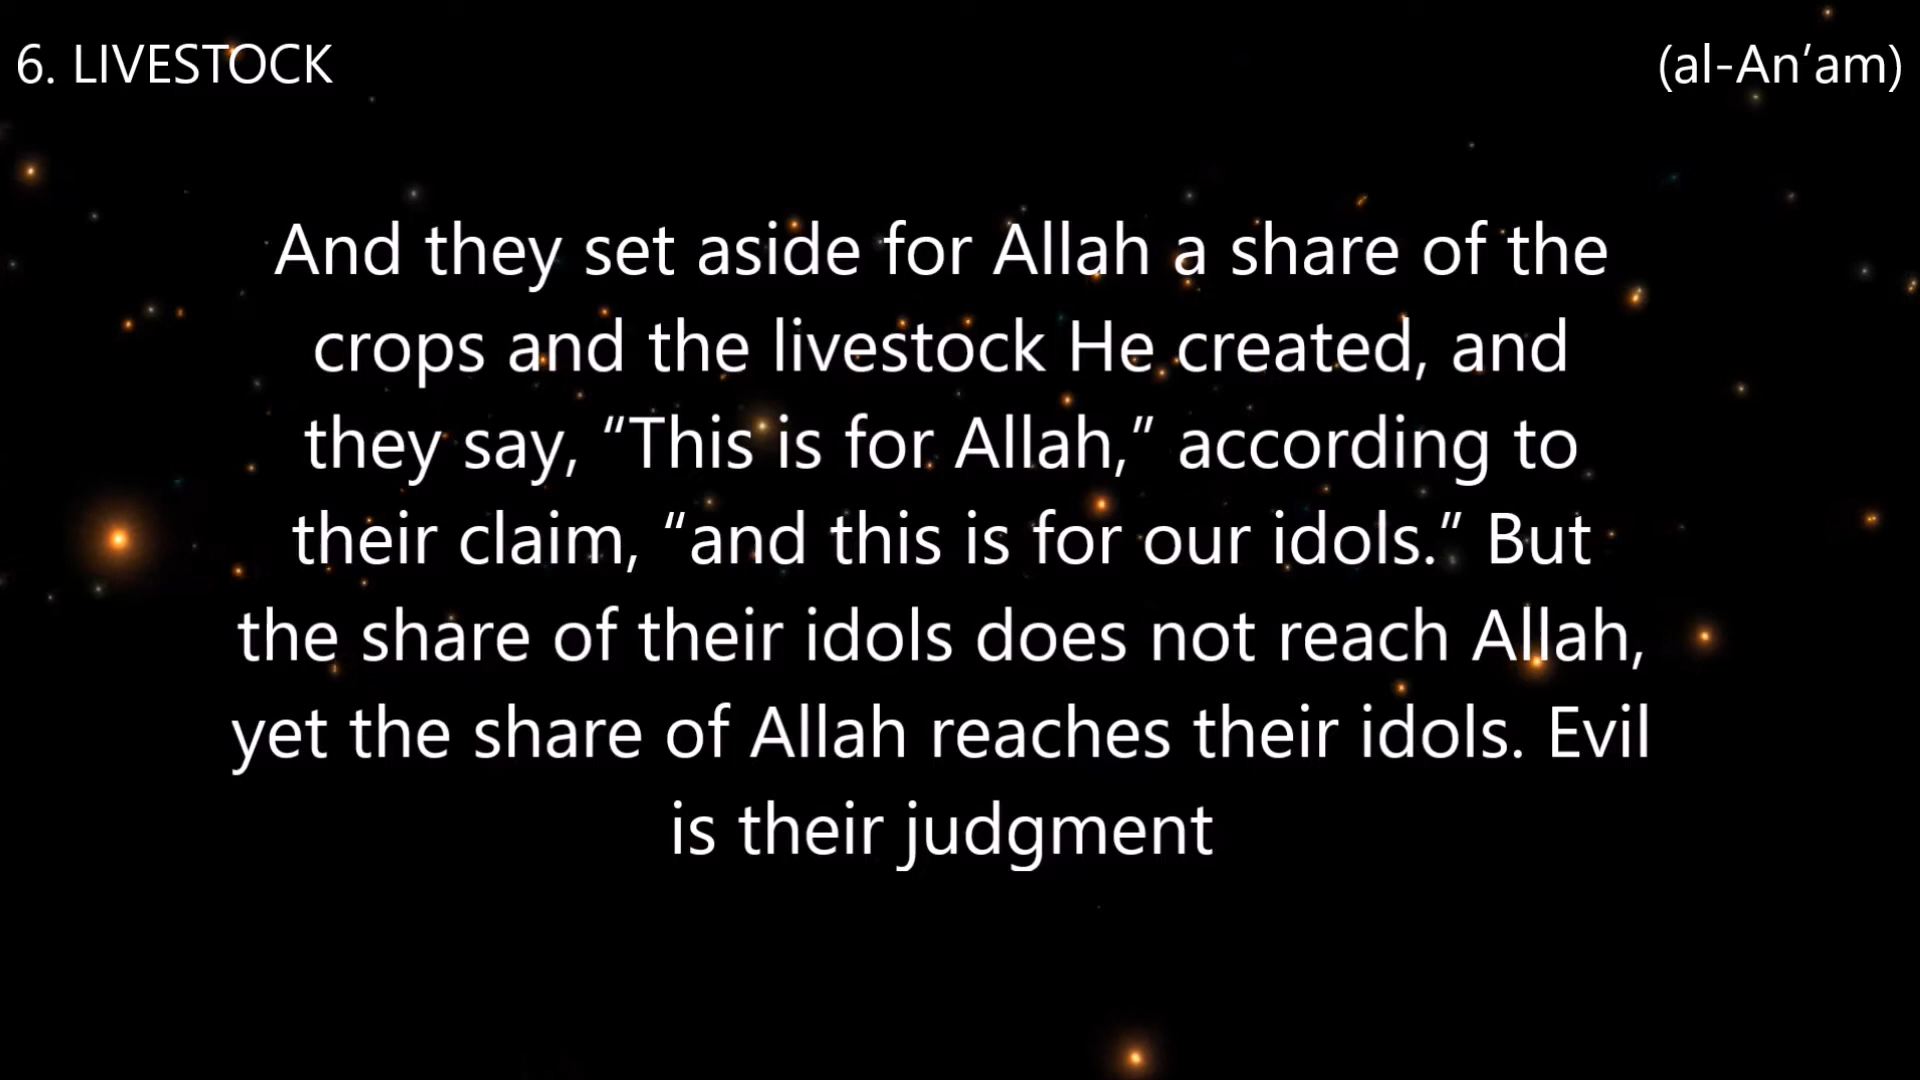 6. LIVESTOCK
(al-An’am)
And they set aside for Allah a share of the
crops and the livestock He created, and
they say, “This is for Allah,” according to
their claim, “and this is for our idols.” But
the share of their idols does not reach Allah,
yet the share of Allah reaches their idols. Evil
is their judgment